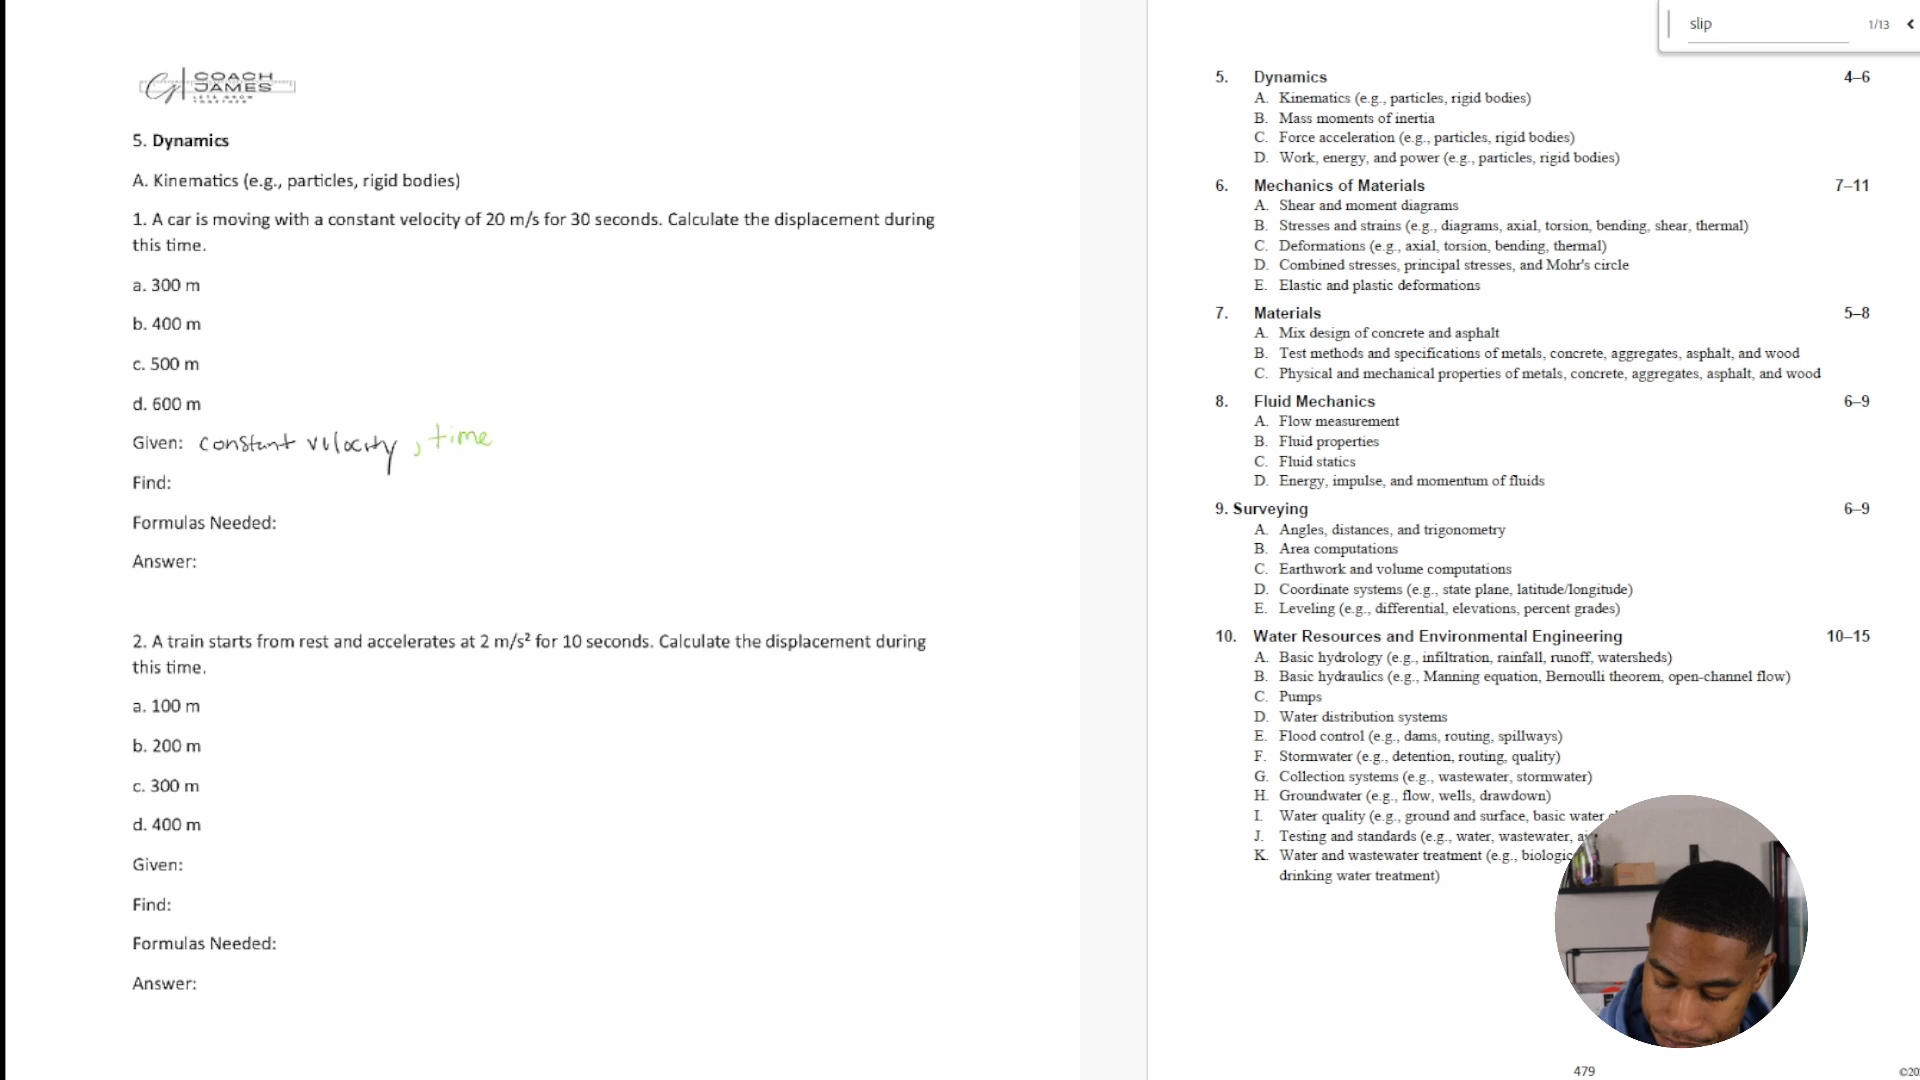 COACH
JAMES
LETS GROW
TOGETHER
5. Dynamics
A. Kinematics (e.g., particles, rigid bodies)
1. A car is moving with a constant velocity of 20 m/s for 30 seconds. Calculate the displacement during
this time.
a. 300 m
b. 400 m
c. 500 m
d. 600 m
Given: constant velocity, time
Find:
Formulas Needed:
Answer:
2. A train starts from rest and accelerates at 2 m/s² for 10 seconds. Calculate the displacement during
this time.
a. 100 m
b. 200 m
c. 300 m
d. 400 m
Given:
Find:
Formulas Needed:
Answer:
slip 1/13
5. Dynamics 4–6
A. Kinematics (e.g., particles, rigid bodies)
B. Mass moments of inertia
C. Force acceleration (e.g., particles, rigid bodies)
D. Work, energy, and power (e.g., particles, rigid bodies)
6. Mechanics of Materials 7–11
A. Shear and moment diagrams
B. Stresses and strains (e.g., diagrams, axial, torsion, bending, shear, thermal)
C. Deformations (e.g., axial, torsion, bending, thermal)
D. Combined stresses, principal stresses, and Mohr's circle
E. Elastic and plastic deformations
7. Materials 5–8
A. Mix design of concrete and asphalt
B. Test methods and specifications of metals, concrete, aggregates, asphalt, and wood
C. Physical and mechanical properties of metals, concrete, aggregates, asphalt, and wood
8. Fluid Mechanics 6–9
A. Flow measurement
B. Fluid properties
C. Fluid statics
D. Energy, impulse, and momentum of fluids
9. Surveying 6–9
A. Angles, distances, and trigonometry
B. Area computations
C. Earthwork and volume computations
D. Coordinate systems (e.g., state plane, latitude/longitude)
E. Leveling (e.g., differential, elevations, percent grades)
10. Water Resources and Environmental Engineering 10–15
A. Basic hydrology (e.g., infiltration, rainfall, runoff, watersheds)
B. Basic hydraulics (e.g., Manning equation, Bernoulli theorem, open-channel flow)
C. Pumps
D. Water distribution systems
E. Flood control (e.g., dams, routing, spillways)
F. Stormwater (e.g., detention, routing, quality)
G. Collection systems (e.g., wastewater, stormwater)
H. Groundwater (e.g., flow, wells, drawdown)
I. Water quality (e.g., ground and surface, basic water
J. Testing and standards (e.g., water, wastewater,
K. Water and wastewater treatment (e.g.,
drinking water treatment)
479 ©20